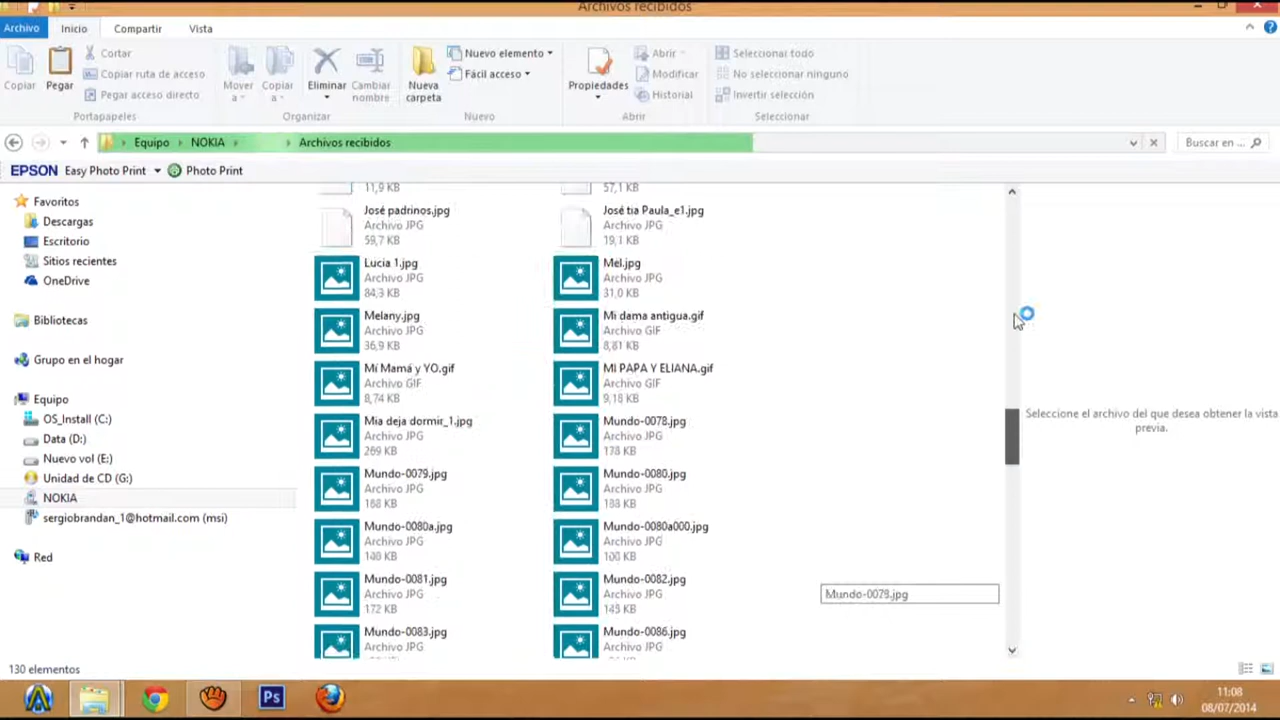 Archivos recibidos
Archivo Inicio Compartir Vista
Copiar
Pegar
Cortar
Copiar ruta de acceso
Pegar acceso directo
Portapapeles
Mover a
Copiar a
Eliminar
Cambiar nombre
Organizar
Nueva carpeta
Nuevo elemento
Fácil acceso
Nuevo
Propiedades
Abrir
Modificar
Historial
Abrir
Seleccionar todo
No seleccionar ninguno
Invertir selección
Seleccionar
Equipo NOKIA Archivos recibidos
Buscar en ...
EPSON Easy Photo Print Photo Print
Favoritos
Descargas
Escritorio
Sitios recientes
OneDrive
Bibliotecas
Grupo en el hogar
Equipo
OS_Install (C:)
Data (D:)
Nuevo vol (E:)
Unidad de CD (G:)
NOKIA
sergiobrandan_1@hotmail.com (msi)
Red
11,9 KB
57,1 KB
José padrinos.jpg
Archivo JPG
59,7 KB
José tia Paula_e1.jpg
Archivo JPG
19,1 KB
Lucia 1.jpg
Archivo JPG
84,3 KB
Mel.jpg
Archivo JPG
31,0 KB
Melany.jpg
Archivo JPG
36,9 KB
Mi dama antigua.gif
Archivo GIF
8,81 KB
Mí Mamá y YO.gif
Archivo GIF
8,74 KB
MI PAPA Y ELIANA.gif
Archivo GIF
9,18 KB
Mia deja dormir_1.jpg
Archivo JPG
269 KB
Mundo-0078.jpg
Archivo JPG
178 KB
Mundo-0079.jpg
Archivo JPG
168 KB
Mundo-0080.jpg
Archivo JPG
188 KB
Mundo-0080a.jpg
Archivo JPG
100 KB
Mundo-0080a000.jpg
Archivo JPG
100 KB
Mundo-0081.jpg
Archivo JPG
172 KB
Mundo-0082.jpg
Archivo JPG
145 KB
Mundo-0083.jpg
Archivo JPG
Mundo-0086.jpg
Archivo JPG
Mundo-0078.jpg
Seleccione el archivo del que desea obtener la vista
previa.
130 elementos
Ps
11:08
08/07/2014